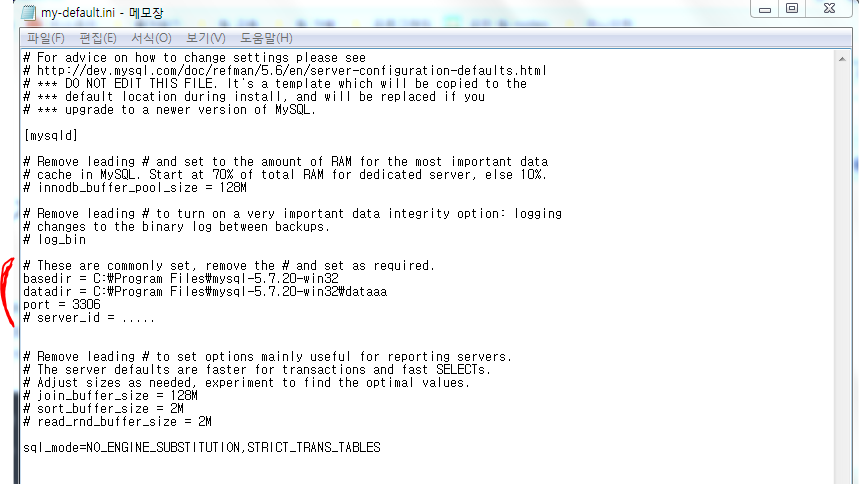 my-default.ini - 메모장
파일(F) 편집(E) 서식(O) 보기(V) 도움말(H)
# For advice on how to change settings please see
# http://dev.mysql.com/doc/refman/5.6/en/server-configuration-defaults.html
# *** DO NOT EDIT THIS FILE. It's a template which will be copied to the
# *** default location during install, and will be replaced if you
# *** upgrade to a newer version of MySQL.
[mysqld]
# Remove leading # and set to the amount of RAM for the most important data
# cache in MySQL. Start at 70% of total RAM for dedicated server, else 10%.
# innodb_buffer_pool_size = 128M
# Remove leading # to turn on a very important data integrity option: logging
# changes to the binary log between backups.
# log_bin
# These are commonly set, remove the # and set as required.
basedir = C:₩Program Files₩mysql-5.7.20-win32
datadir = C:₩Program Files₩mysql-5.7.20-win32₩dataaa
port = 3306
# server_id = .....
# Remove leading # to set options mainly useful for reporting servers.
# The server defaults are faster for transactions and fast SELECTs.
# Adjust sizes as needed, experiment to find the optimal values.
# join_buffer_size = 128M
# sort_buffer_size = 2M
# read_rnd_buffer_size = 2M
sql_mode=NO_ENGINE_SUBSTITUTION,STRICT_TRANS_TABLES